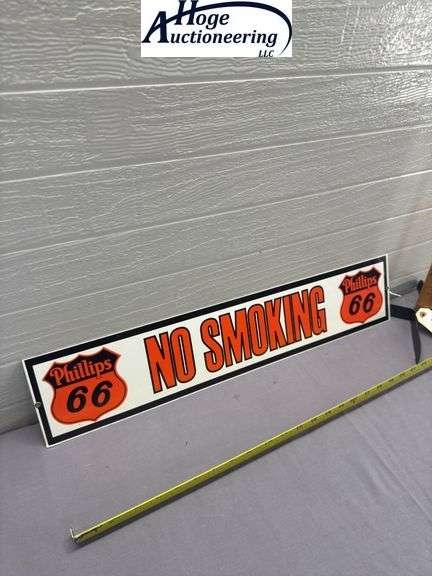 Hoge
Auctioneering
LLC
Phillips
66
NO SMOKING
Phillips
66